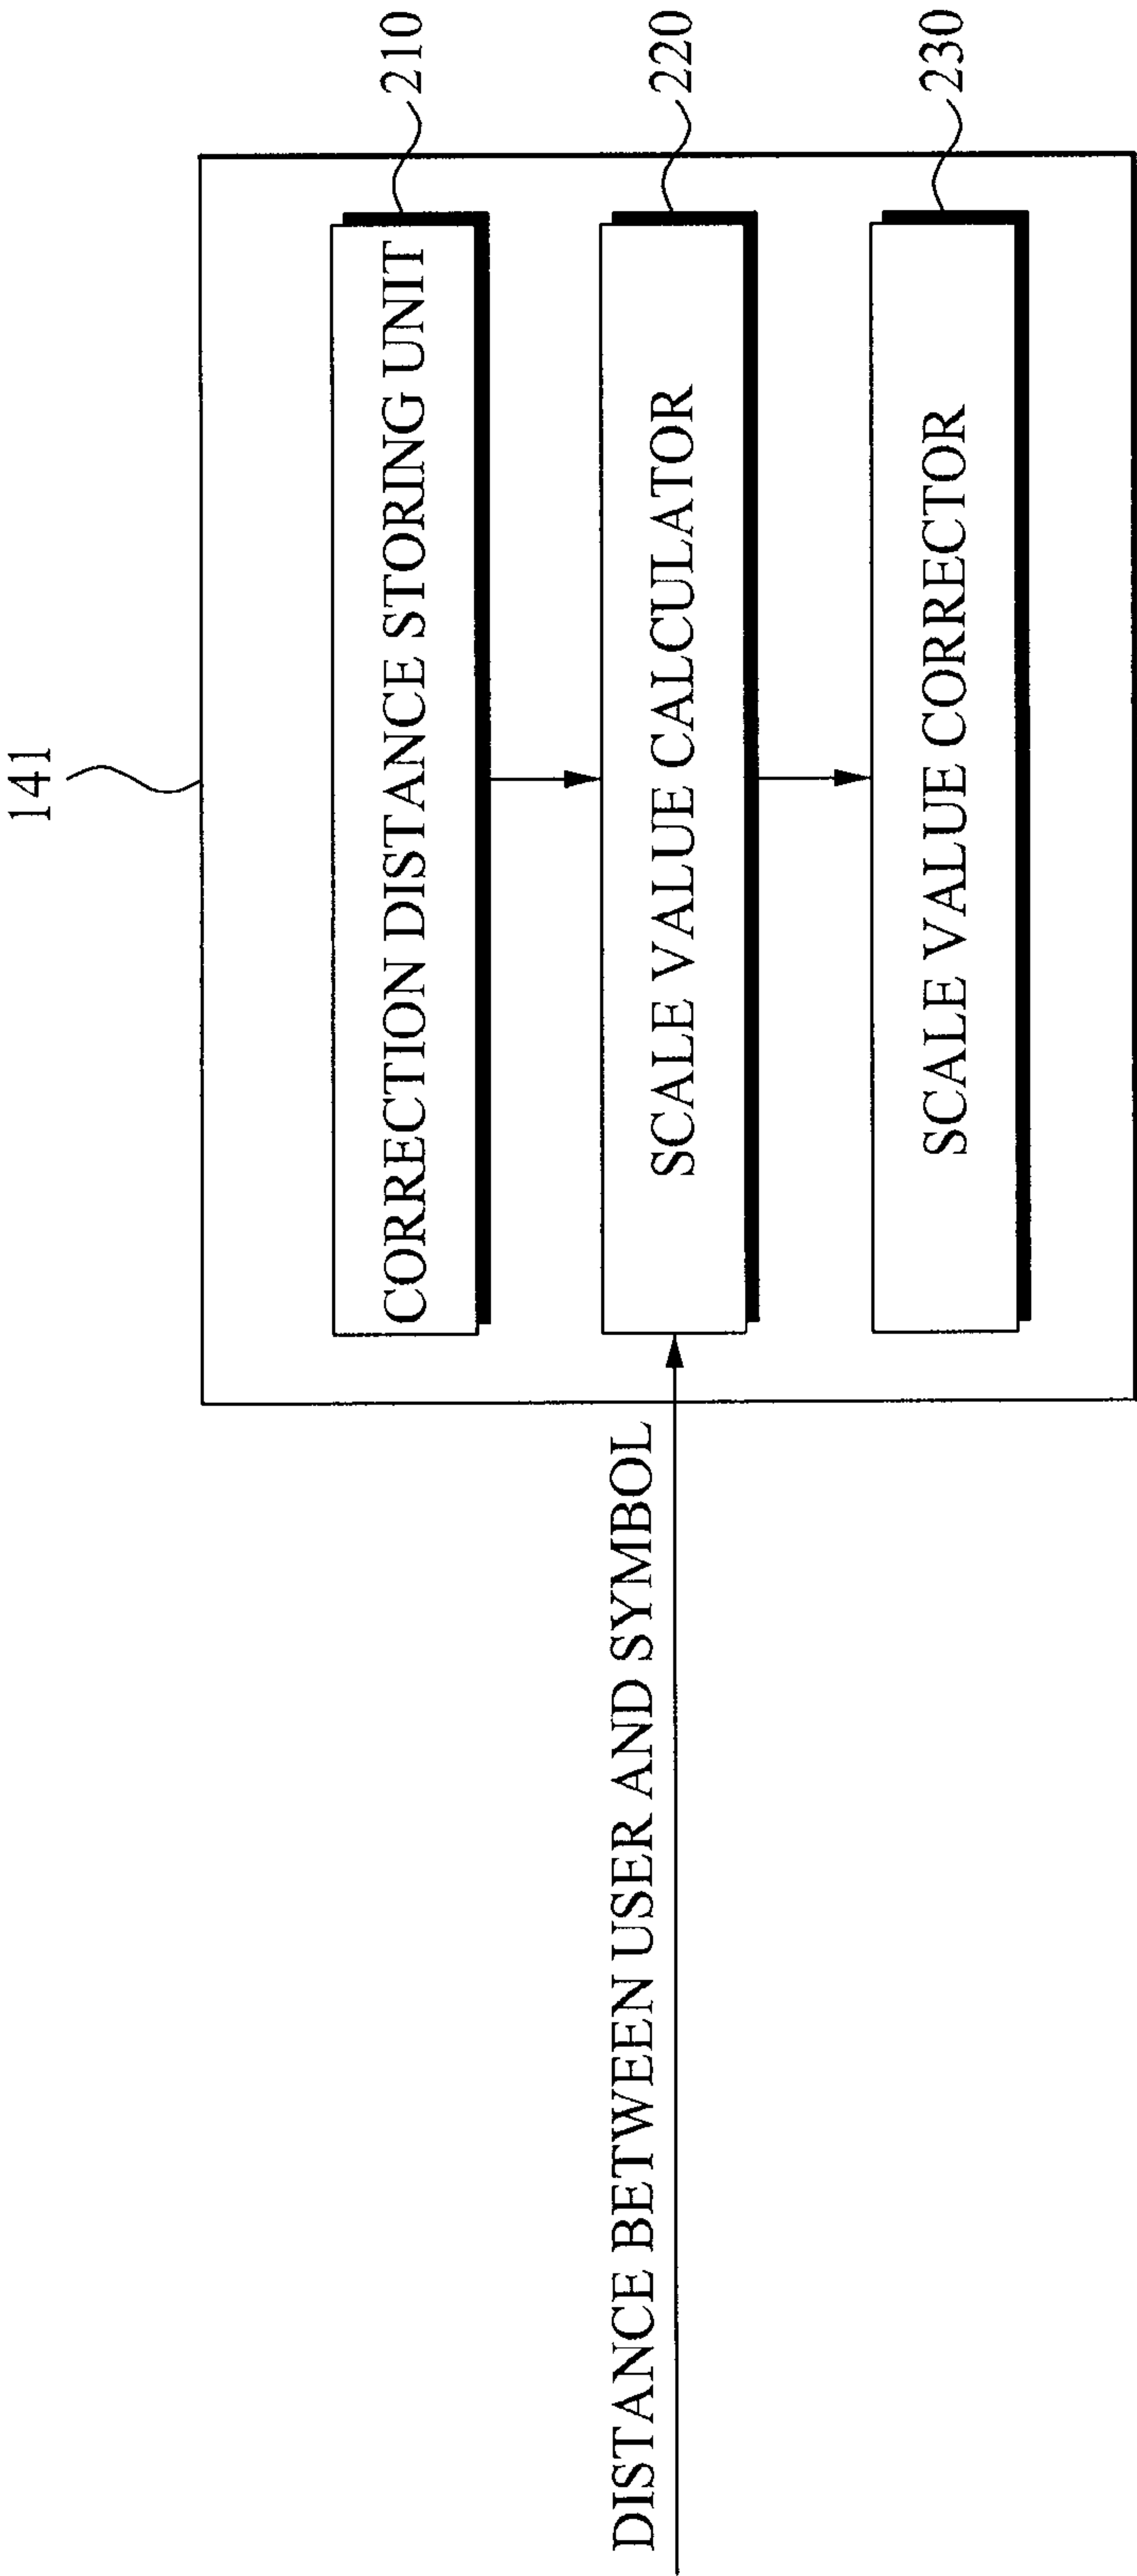 141
CORRECTION DISTANCE STORING UNIT
210
DISTANCE BETWEEN USER AND SYMBOL
SCALE VALUE CALCULATOR
220
SCALE VALUE CORRECTOR
230